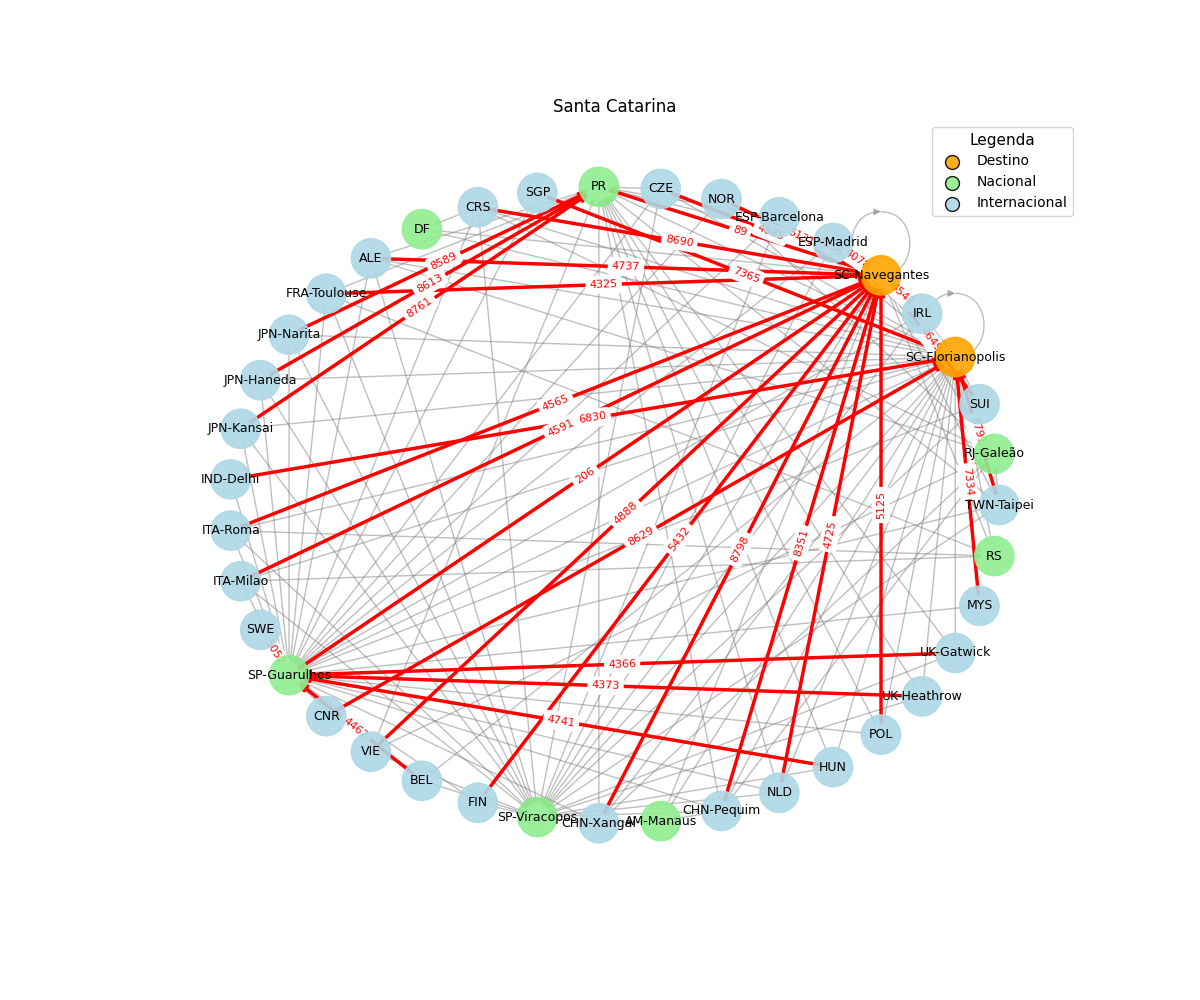 Santa Catarina
Legenda
Destino
Nacional
Internacional
PR
CZE
SGP
NOR
CRS
ESP-Barcelona
DF
89
8690
ESP-Madrid
ALE
8589
4737
7365
SC-Navegantes
FRA-Toulouse
8613
4325
8761
IRL
JPN-Narita
SC-Florianopolis
JPN-Haneda
4565
SUI
JPN-Kansai
4591
6830
RJ-Galeão
IND-Delhi
206
7334
TWN-Taipei
4888
5125
ITA-Roma
8629
5432
8798
8351
4725
RS
ITA-Milao
MYS
SWE
UK-Gatwick
4366
SP-Guarulhos
4373
UK-Heathrow
CNR
4741
POL
VIE
HUN
BEL
NLD
FIN
CHN-Pequim
SP-Viracopos
AM-Manaus